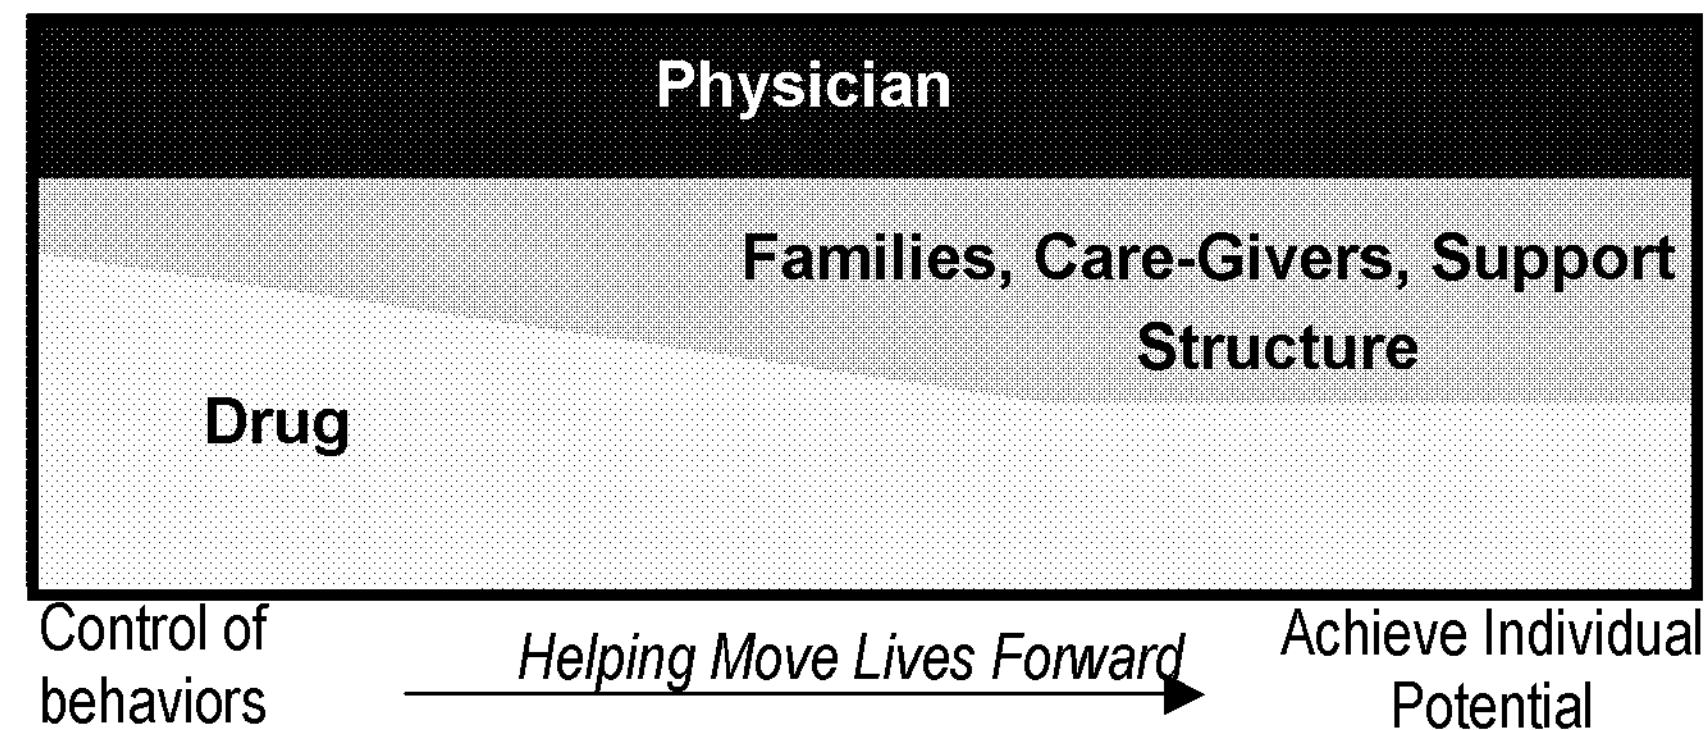 Physician
Families, Care-Givers, Support
Structure
Drug
Control of
behaviors
Helping Move Lives Forward
Achieve Individual
Potential